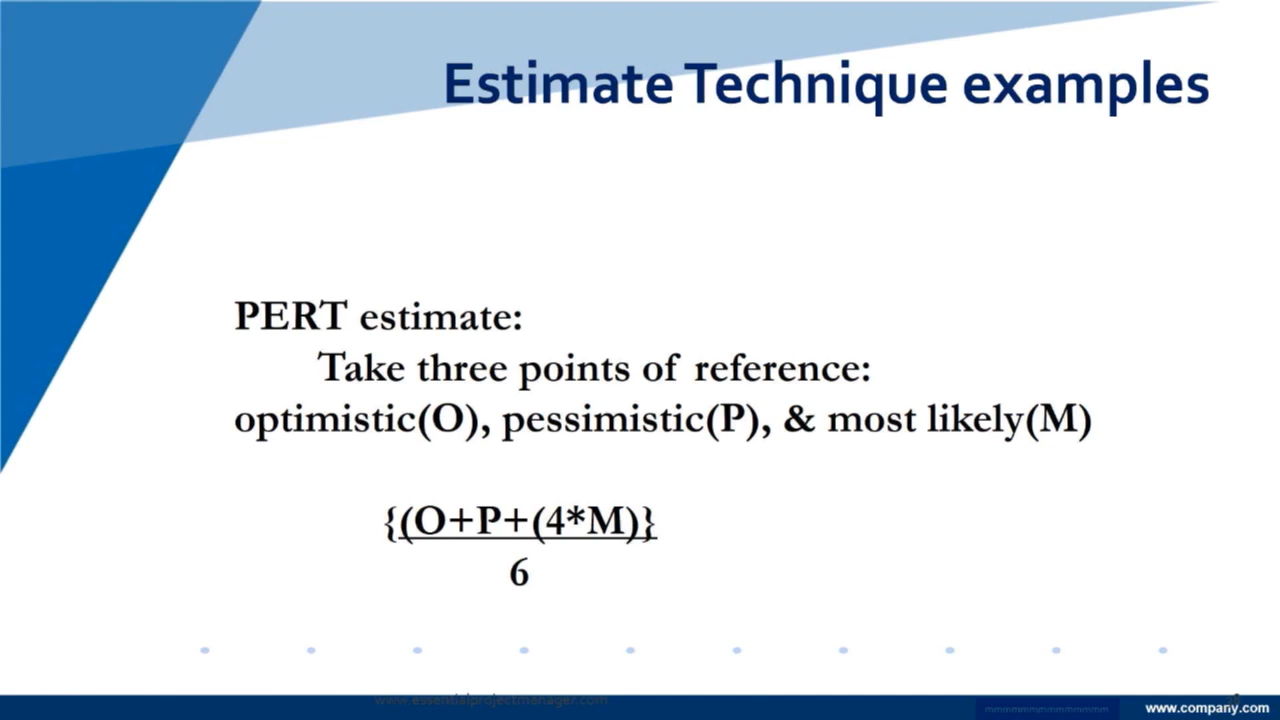 Estimate Technique examples
PERT estimate:
Take three points of reference:
optimistic(O), pessimistic(P), & most likely(M)
{(O+P+(4*M)}
6
www.essentialprojectmanager.com
www.company.com